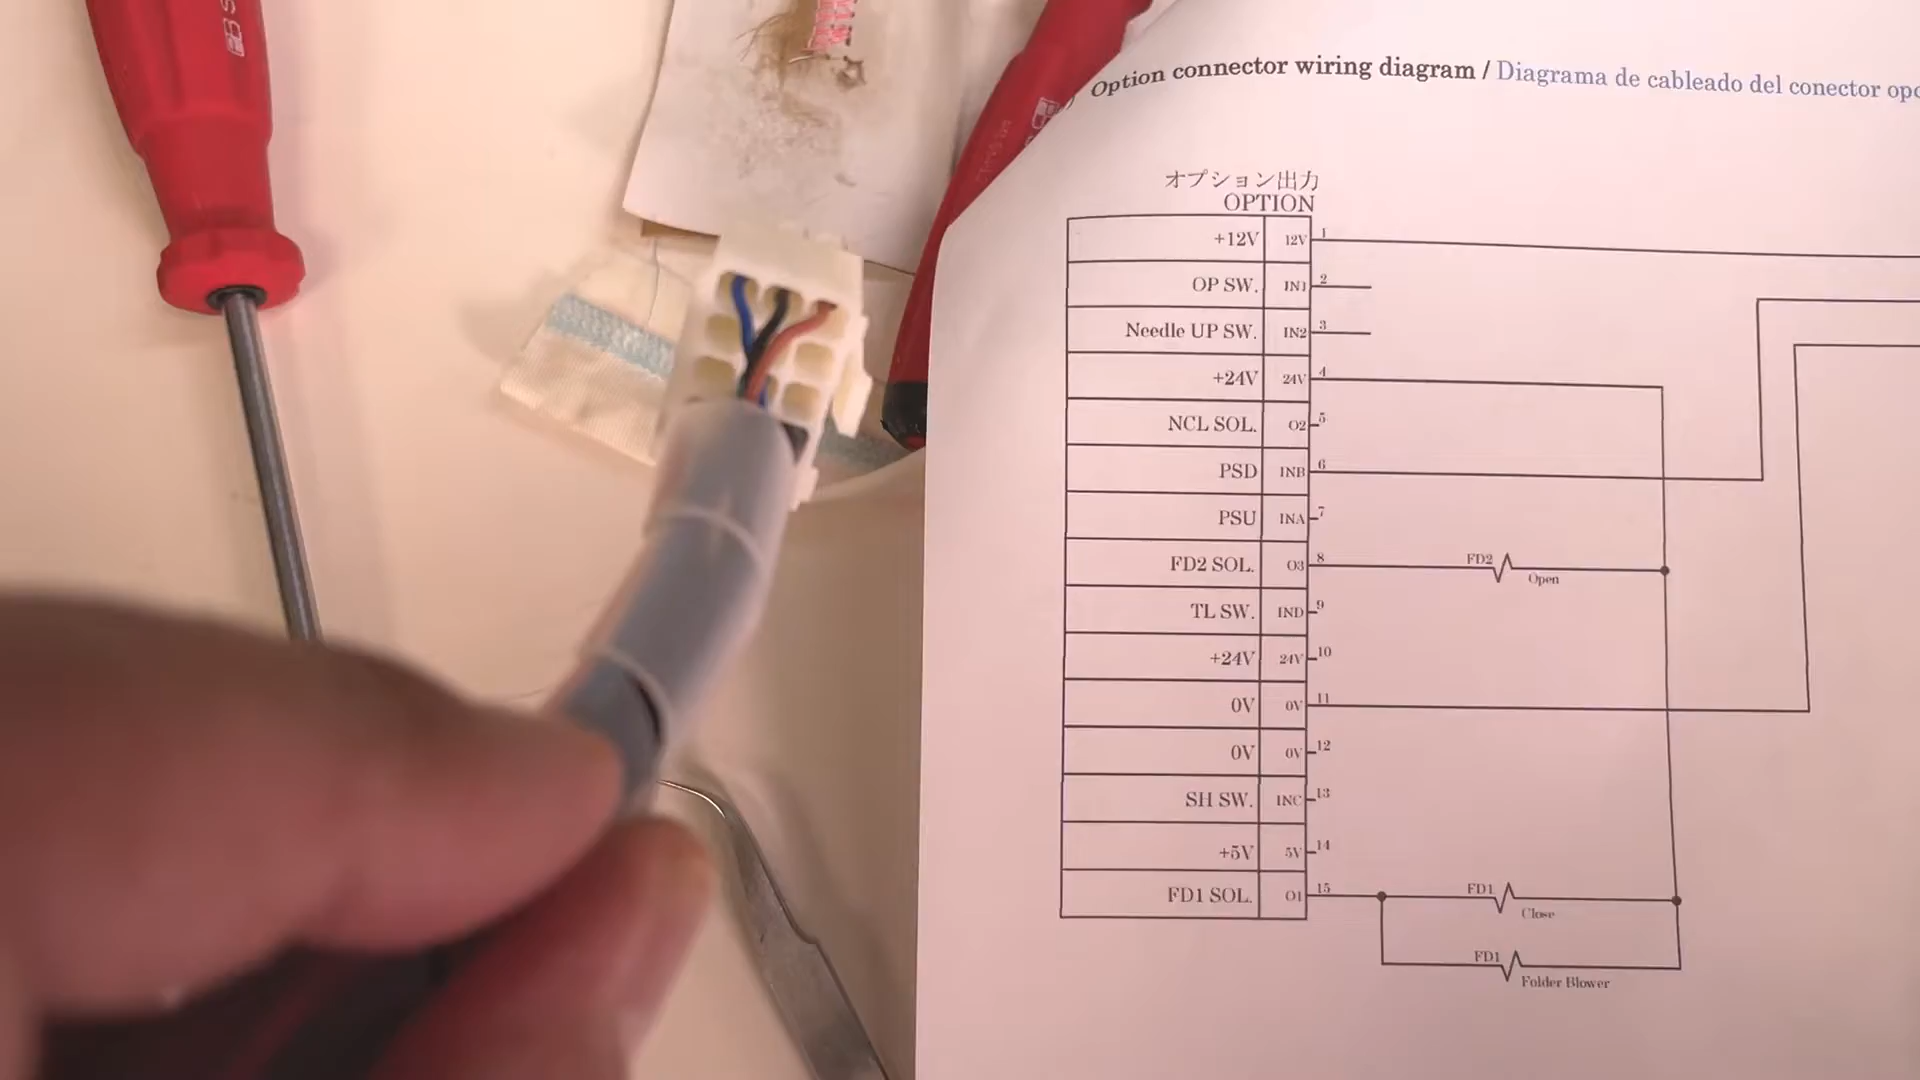 Option connector wiring diagram / Diagrama de cableado del conector
オプション出力
OPTION
+12V 12V 1
OP SW. IN1 2
Needle UP SW. IN2 3
+24V 24V 4
NCL SOL. O2 5
PSD INB 6
PSU INA 7
FD2 SOL. O3 8 FD2 Open
TL SW. IND 9
+24V 24V 10
0V 0V 11
0V 0V 12
SH SW. INC 13
+5V 5V 14
FD1 SOL. O1 15 FD1 Close
FD1 Folder Blower